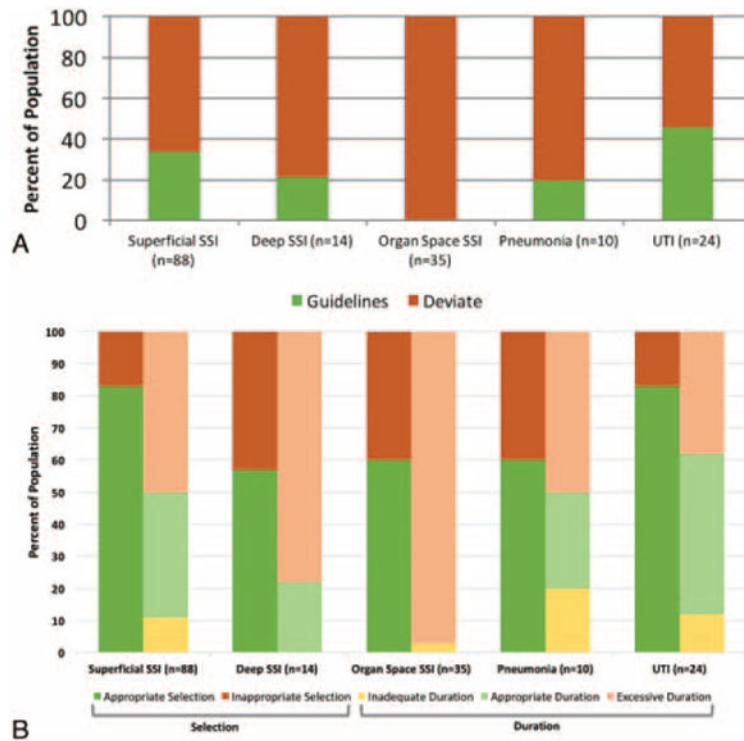 Percent of Population
100
80
60
40
20
0
A
Superficial SSI (n=88)
Deep SSI (n=14)
Organ Space SSI (n=35)
Pneumonia (n=10)
UTI (n=24)
Guidelines
Deviate
Percent of Population
100
90
80
70
60
50
40
30
20
10
0
Superficial SSI (n=88)
Deep SSI (n=14)
Organ Space SSI (n=35)
Pneumonia (n=10)
UTI (n=24)
Appropriate Selection
Inappropriate Selection
Inadequate Duration
Appropriate Duration
Excessive Duration
Selection
Duration
B